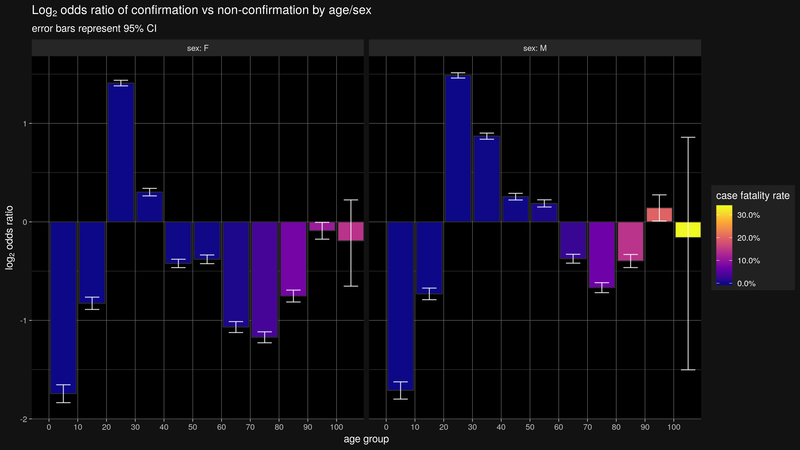 Log₂ odds ratio of confirmation vs non-confirmation by age/sex
error bars represent 95% CI
sex: F
sex: M
log₂ odds ratio
1
0
-1
-2
0 10 20 30 40 50 60 70 80 90 100
0 10 20 30 40 50 60 70 80 90 100
age group
case fatality rate
30.0%
20.0%
10.0%
0.0%